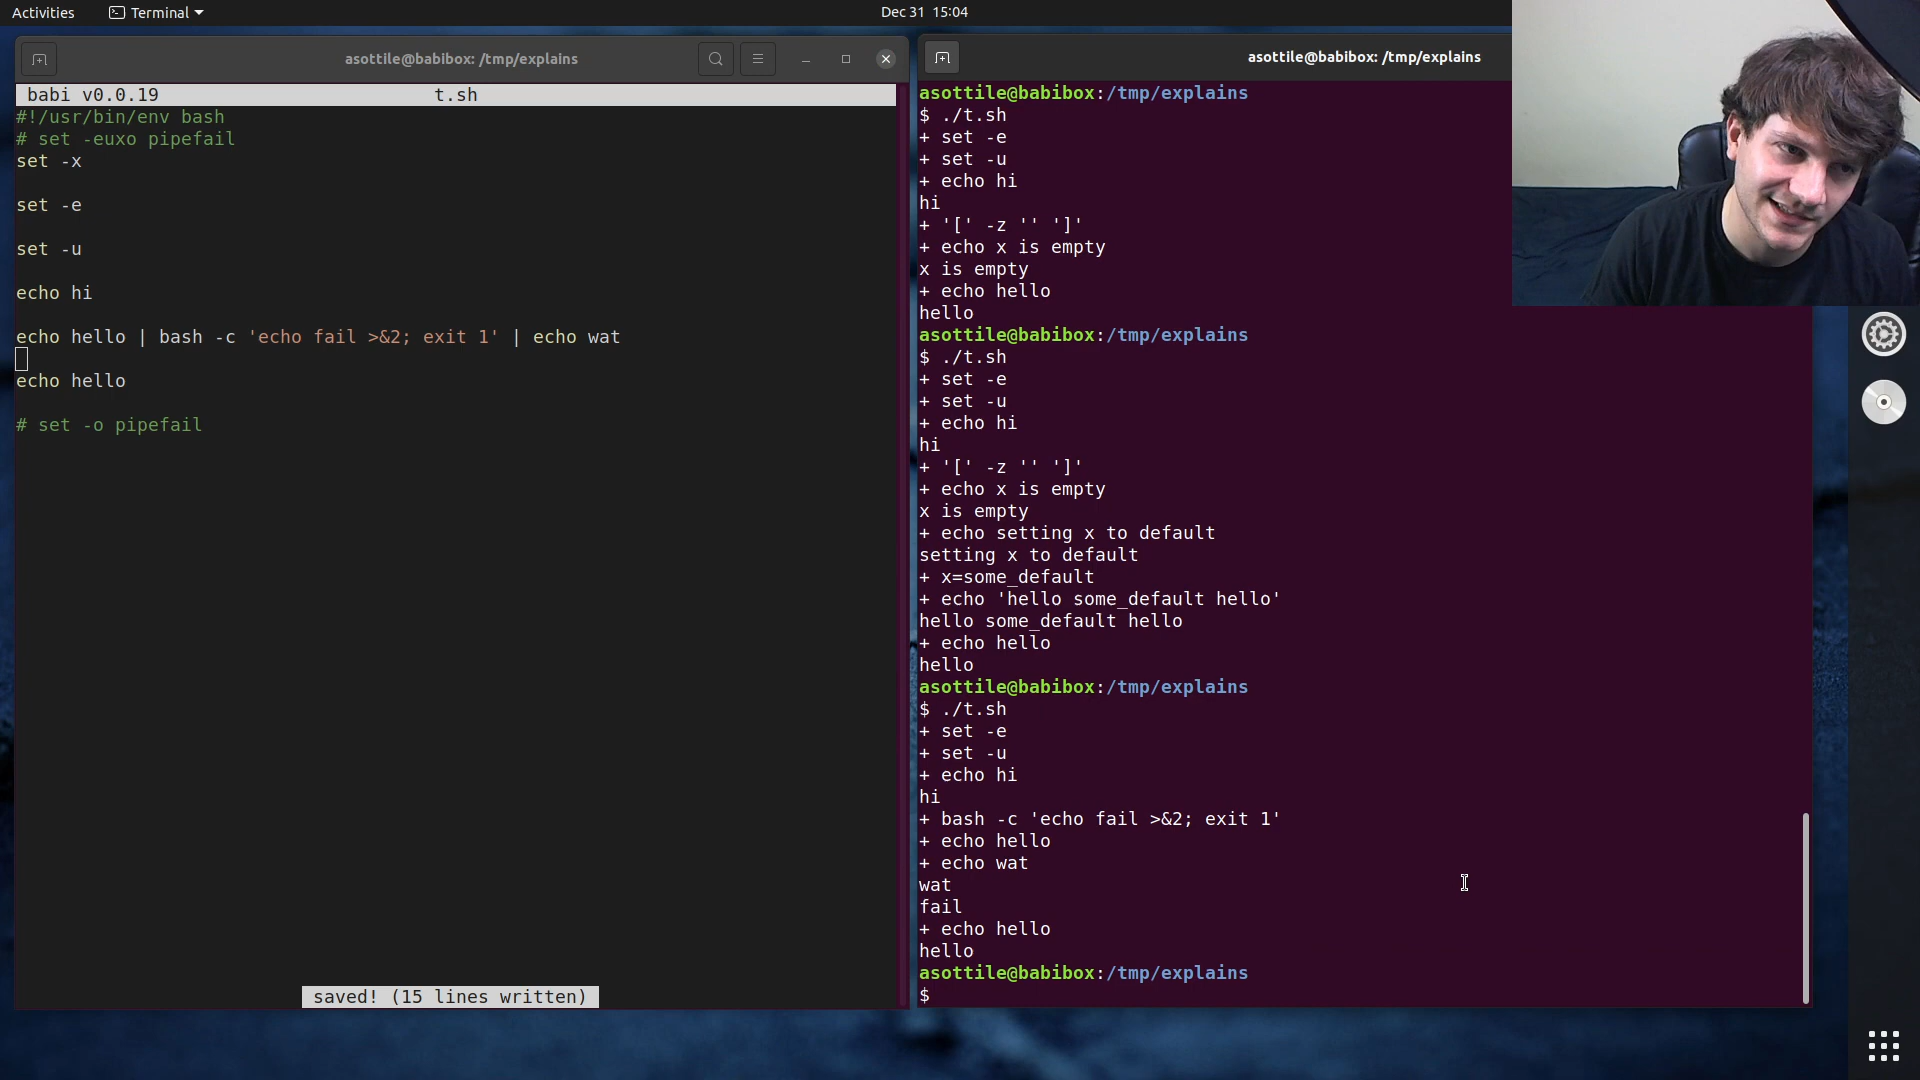 Activities
Terminal
Dec 31 15:04
asottile@babibox: /tmp/explains
babi v0.0.19 t.sh
#!/usr/bin/env bash
# set -euxo pipefail
set -x
set -e
set -u
echo hi
echo hello | bash -c 'echo fail >&2; exit 1' | echo wat
echo hello
# set -o pipefail
saved! (15 lines written)
asottile@babibox: /tmp/explains
asottile@babibox:/tmp/explains
$ ./t.sh
+ set -e
+ set -u
+ echo hi
hi
+ '[' -z '' ']'
+ echo x is empty
x is empty
+ echo hello
hello
asottile@babibox:/tmp/explains
$ ./t.sh
+ set -e
+ set -u
+ echo hi
hi
+ '[' -z '' ']'
+ echo x is empty
x is empty
+ echo setting x to default
setting x to default
+ x=some_default
+ echo 'hello some_default hello'
hello some_default hello
+ echo hello
hello
asottile@babibox:/tmp/explains
$ ./t.sh
+ set -e
+ set -u
+ echo hi
hi
+ bash -c 'echo fail >&2; exit 1'
+ echo hello
+ echo wat
wat
fail
+ echo hello
hello
asottile@babibox:/tmp/explains
$